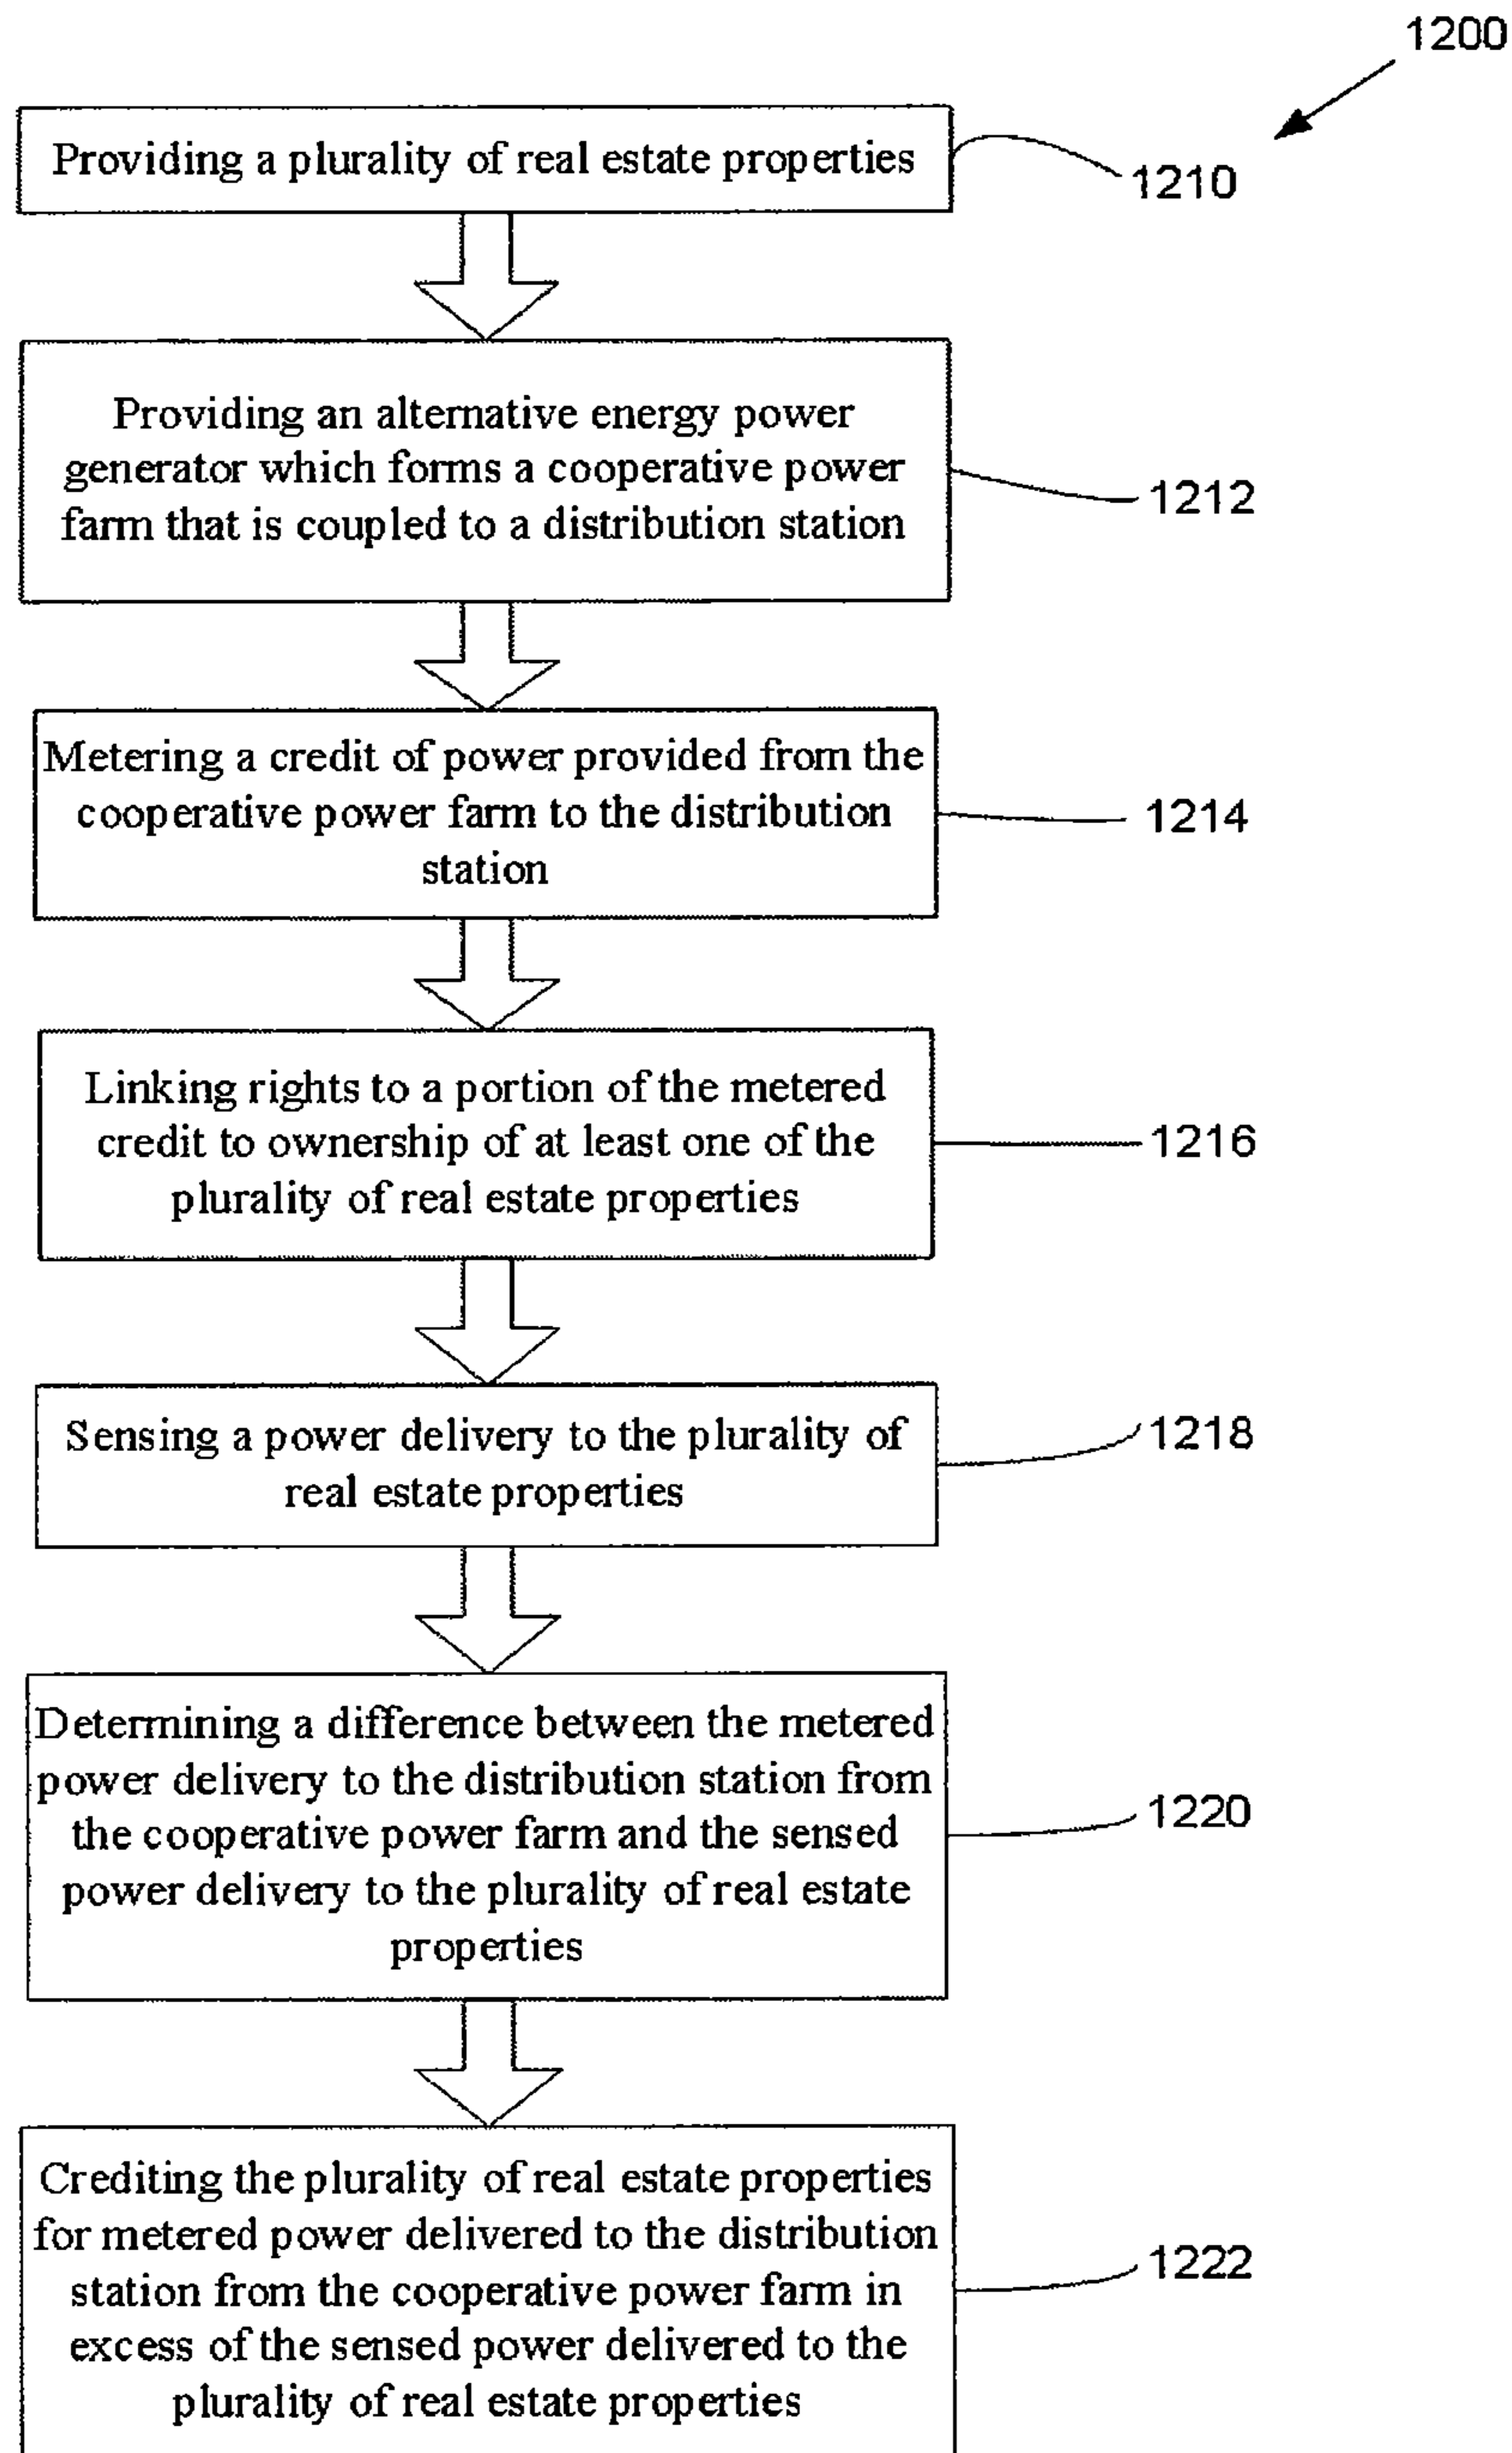 1200
Providing a plurality of real estate properties
1210
Providing an alternative energy power
generator which forms a cooperative power
farm that is coupled to a distribution station
1212
Metering a credit of power provided from the
cooperative power farm to the distribution
station
1214
Linking rights to a portion of the metered
credit to ownership of at least one of the
plurality of real estate properties
1216
Sensing a power delivery to the plurality of
real estate properties
1218
Determining a difference between the metered
power delivery to the distribution station from
the cooperative power farm and the sensed
power delivery to the plurality of real estate
properties
1220
Crediting the plurality of real estate properties
for metered power delivered to the distribution
station from the cooperative power farm in
excess of the sensed power delivered to the
plurality of real estate properties
1222